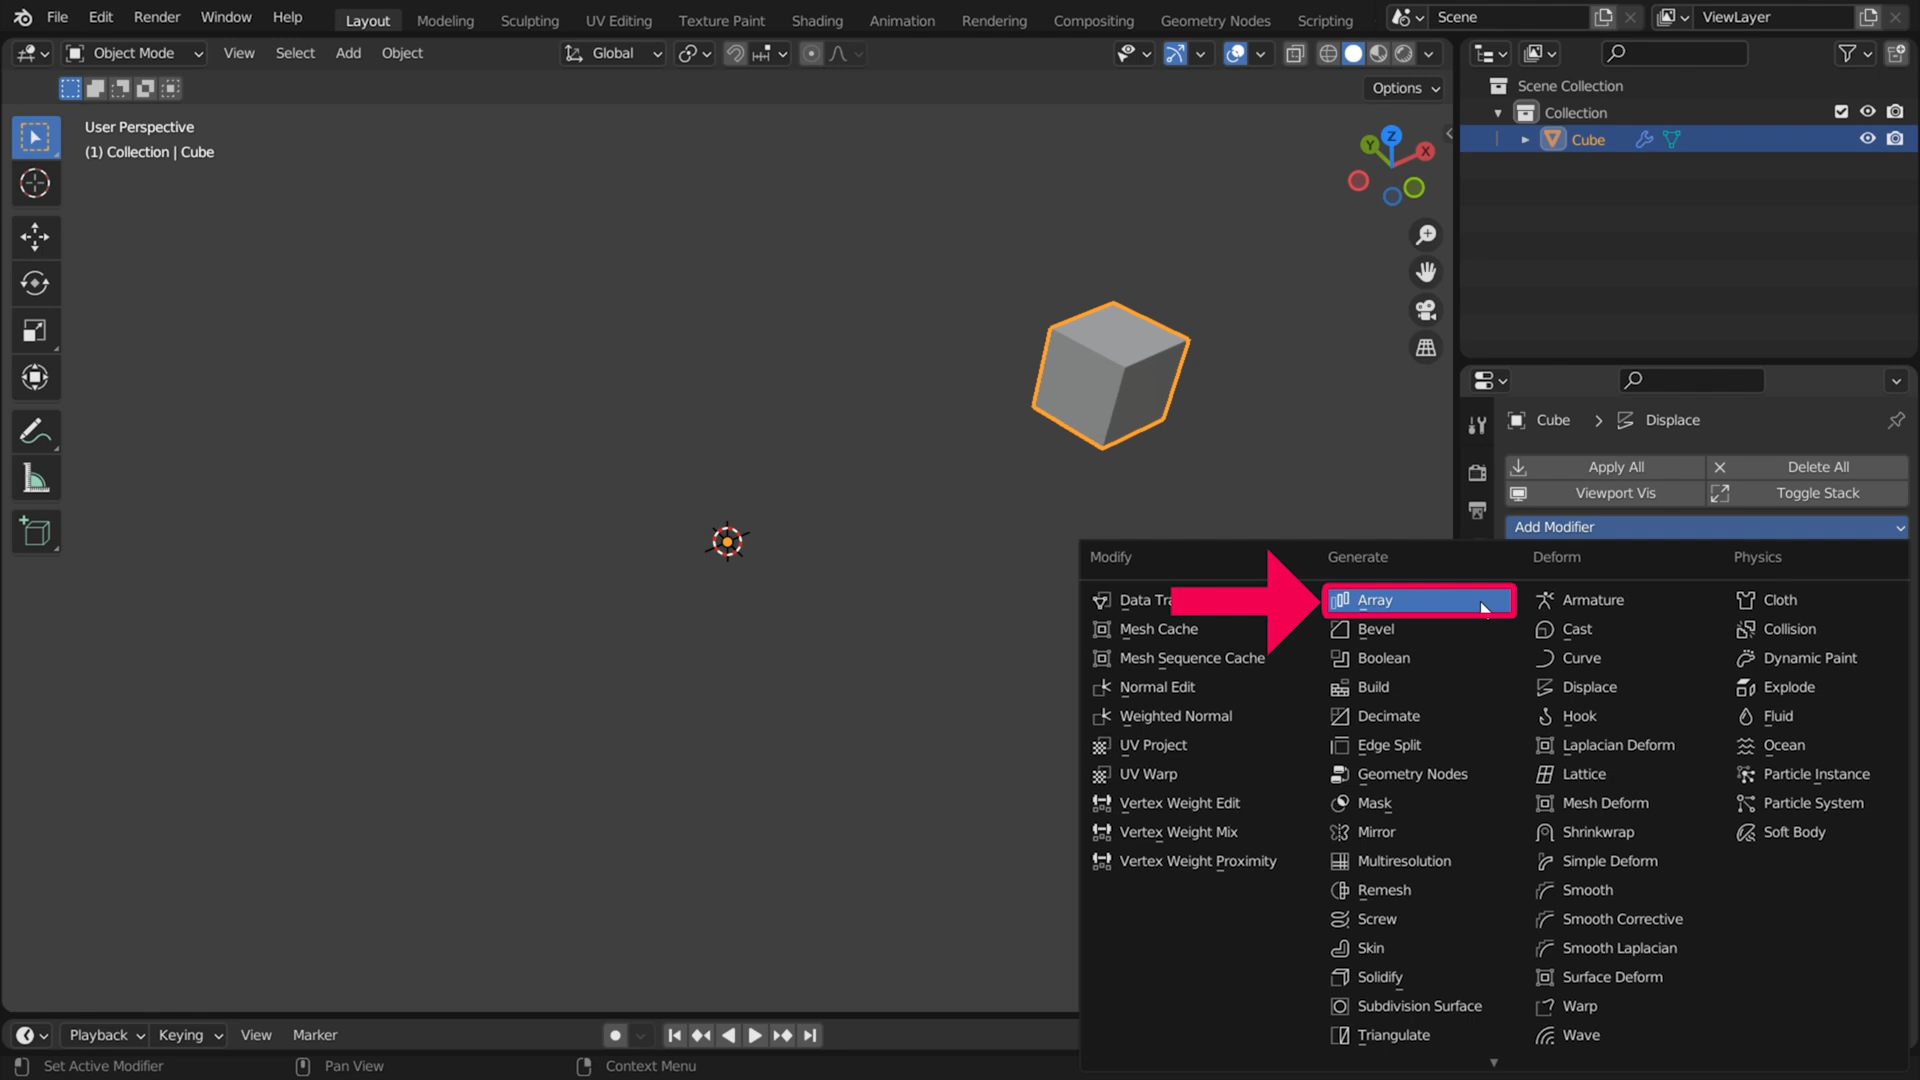 File Edit Render Window Help Layout Modeling Sculpting UV Editing Texture Paint Shading Animation Rendering Compositing Geometry Nodes Scripting Scene ViewLayer
Object Mode View Select Add Object Global
Options
User Perspective
(1) Collection | Cube
Z
Y
X
Scene Collection
Collection
Cube
Cube Displace
Apply All Delete All
Viewport Vis Toggle Stack
Add Modifier
Modify Generate Deform Physics
Data Tra Array Armature Cloth
Mesh Cache Bevel Cast Collision
Mesh Sequence Cache Boolean Curve Dynamic Paint
Normal Edit Build Displace Explode
Weighted Normal Decimate Hook Fluid
UV Project Edge Split Laplacian Deform Ocean
UV Warp Geometry Nodes Lattice Particle Instance
Vertex Weight Edit Mask Mesh Deform Particle System
Vertex Weight Mix Mirror Shrinkwrap Soft Body
Vertex Weight Proximity Multiresolution Simple Deform
Remesh Smooth
Screw Smooth Corrective
Skin Smooth Laplacian
Solidify Surface Deform
Subdivision Surface Warp
Triangulate Wave
Playback Keying View Marker
Set Active Modifier Pan View Context Menu